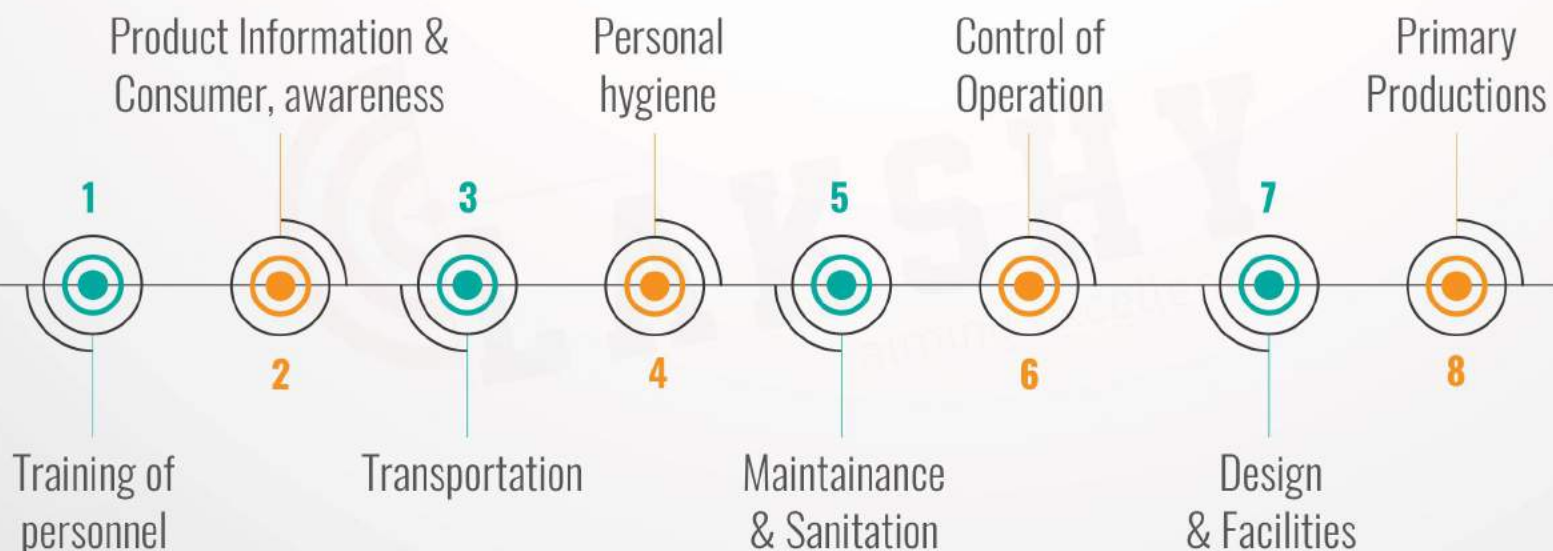 Product Information &
Consumer, awareness
Personal
hygiene
Control of
Operation
Primary
Productions
1
3
5
7
2
4
6
8
Training of
personnel
Transportation
Maintainance
& Sanitation
Design
& Facilities
LAKSHY